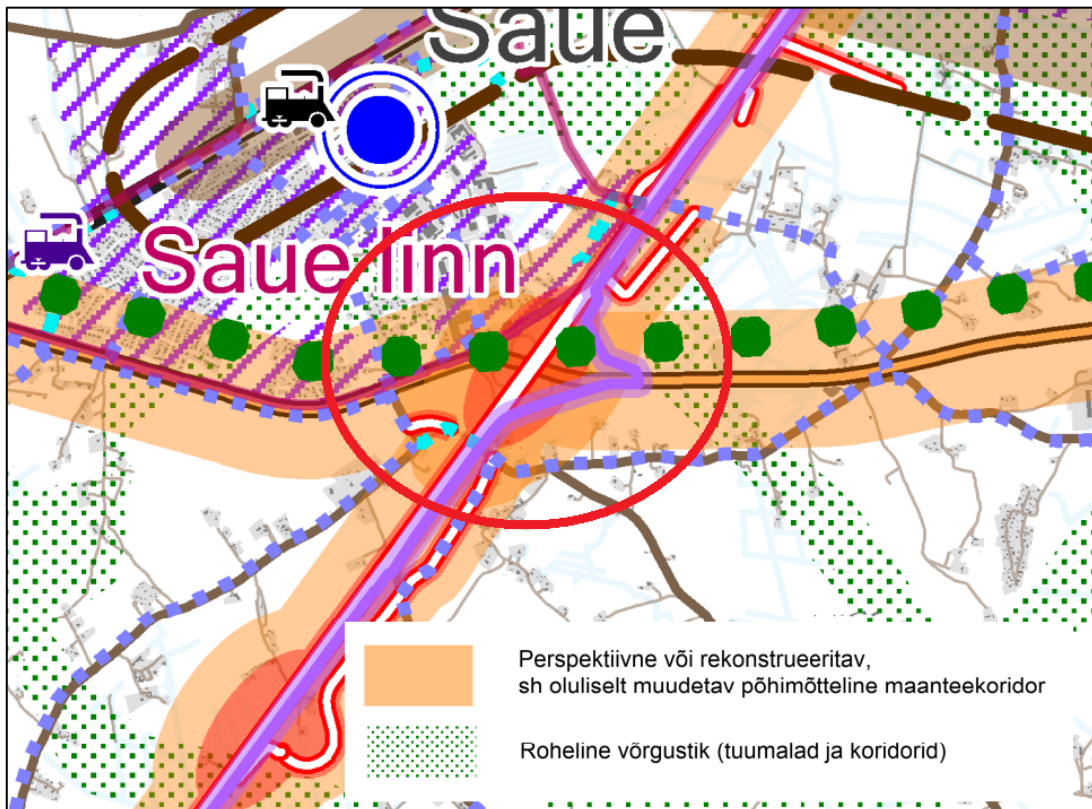 Saue
Saue linn
Perspektiivne või rekonstrueeritav,
sh oluliselt muudetav põhimõtteline maanteekoridor
Roheline võrgustik (tuumalad ja koridorid)